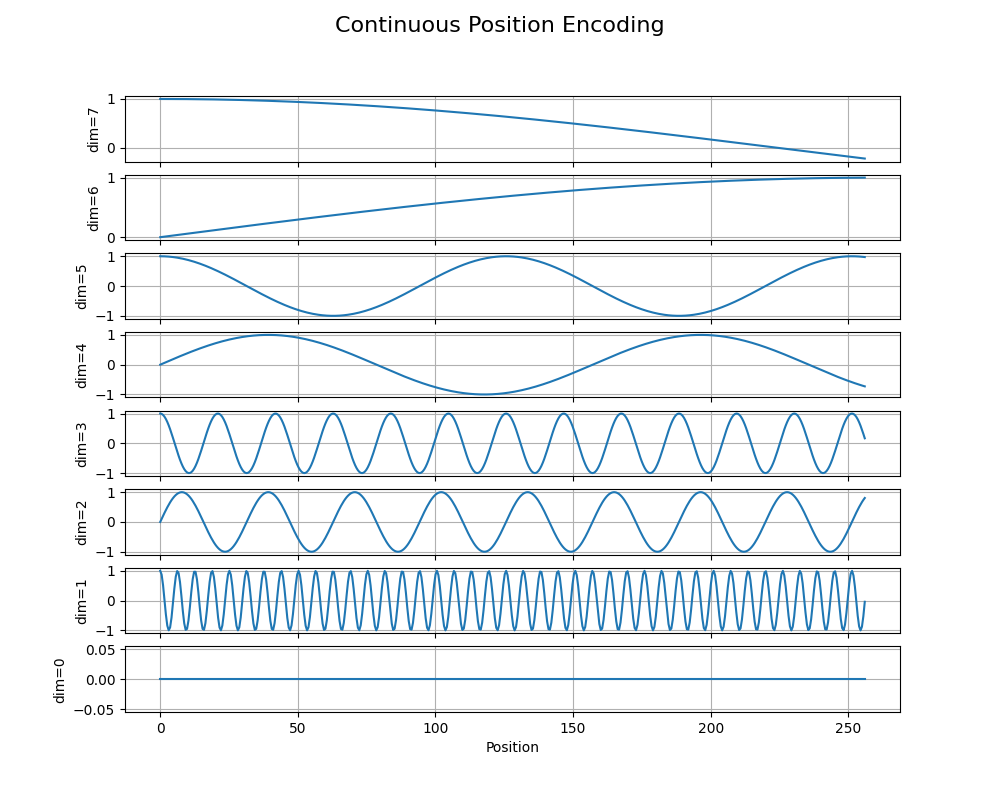 Continuous Position Encoding
dim=7
1
0
dim=6
1
0
dim=5
1
0
−1
dim=4
1
0
−1
dim=3
1
0
−1
dim=2
1
0
−1
dim=1
1
0
−1
dim=0
0.05
0.00
−0.05
0 50 100 150 200 250
Position